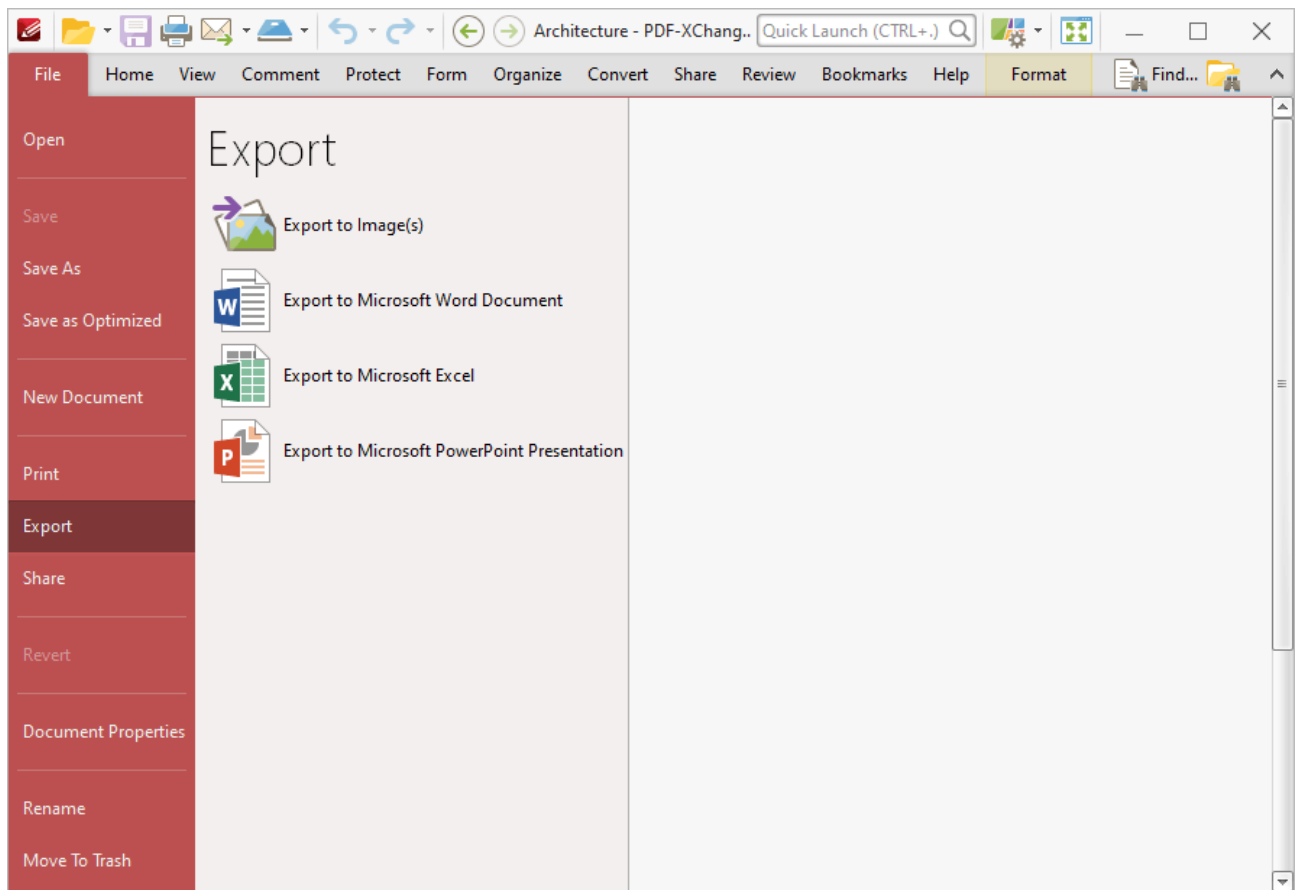 Architecture - PDF-XChang.. Quick Launch (CTRL+.)
File Home View Comment Protect Form Organize Convert Share Review Bookmarks Help Format Find...
Open
Save
Save As
Save as Optimized
New Document
Print
Export
Share
Revert
Document Properties
Rename
Move To Trash
Export
Export to Image(s)
W
Export to Microsoft Word Document
X
Export to Microsoft Excel
P
Export to Microsoft PowerPoint Presentation